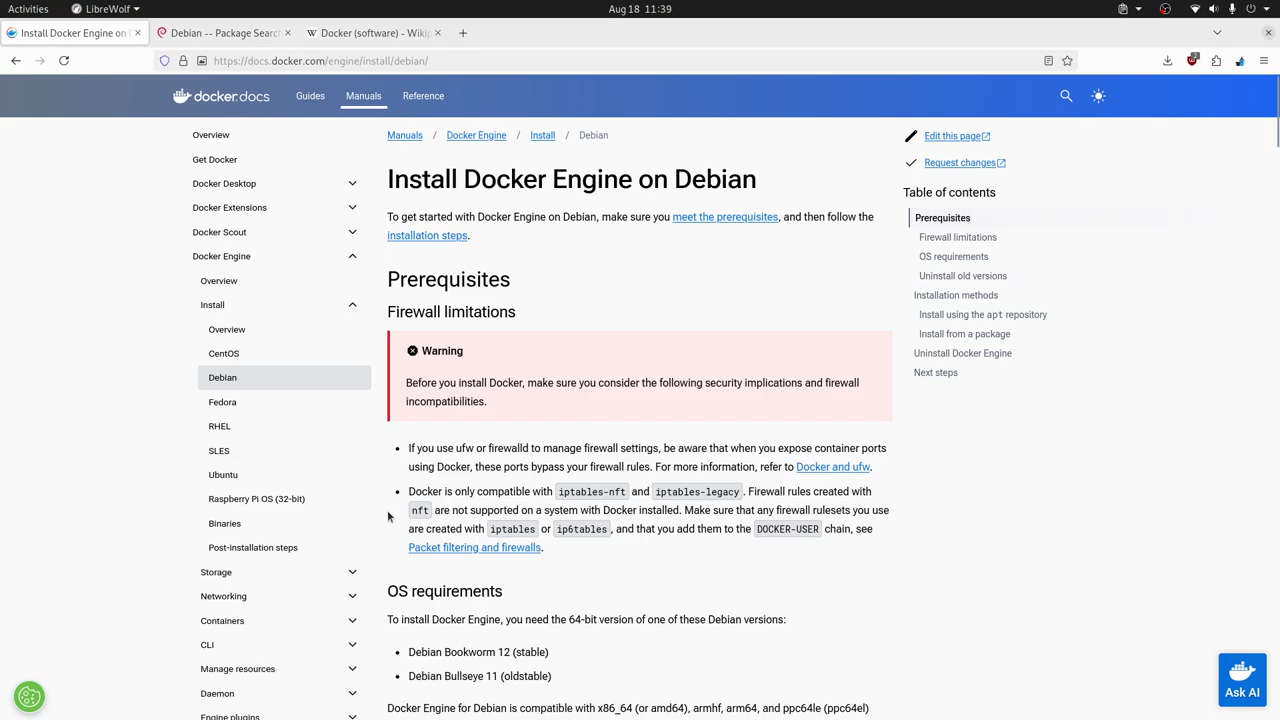 Activities
LibreWolf
Aug 18 11:39
Install Docker Engine on
Debian -- Package Search
Docker (software) - Wikip
https://docs.docker.com/engine/install/debian/
docker.docs
Guides
Manuals
Reference
Overview
Get Docker
Docker Desktop
Docker Extensions
Docker Scout
Docker Engine
Overview
Install
Overview
CentOS
Debian
Fedora
RHEL
SLES
Ubuntu
Raspberry Pi OS (32-bit)
Binaries
Post-installation steps
Storage
Networking
Containers
CLI
Manage resources
Daemon
Engine plugins
Manuals / Docker Engine / Install / Debian
Install Docker Engine on Debian
To get started with Docker Engine on Debian, make sure you meet the prerequisites, and then follow the
installation steps.
Prerequisites
Firewall limitations
Warning
Before you install Docker, make sure you consider the following security implications and firewall
incompatibilities.
If you use ufw or firewalld to manage firewall settings, be aware that when you expose container ports
using Docker, these ports bypass your firewall rules. For more information, refer to Docker and ufw.
Docker is only compatible with iptables-nft and iptables-legacy. Firewall rules created with
nft are not supported on a system with Docker installed. Make sure that any firewall rulesets you use
are created with iptables or ip6tables, and that you add them to the DOCKER-USER chain, see
Packet filtering and firewalls.
OS requirements
To install Docker Engine, you need the 64-bit version of one of these Debian versions:
Debian Bookworm 12 (stable)
Debian Bullseye 11 (oldstable)
Docker Engine for Debian is compatible with x86_64 (or amd64), armhf, arm64, and ppc64le (ppc64el)
Edit this page
Request changes
Table of contents
Prerequisites
Firewall limitations
OS requirements
Uninstall old versions
Installation methods
Install using the apt repository
Install from a package
Uninstall Docker Engine
Next steps
Ask AI